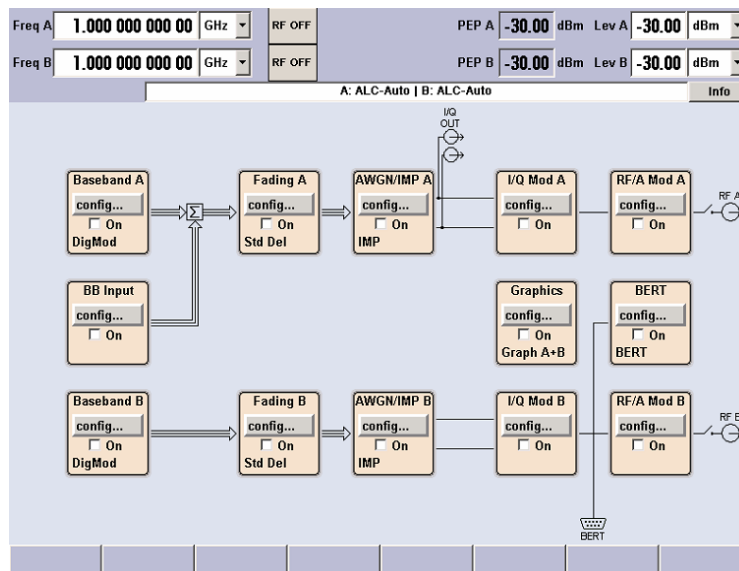 Freq A 1.000 000 000 00 GHz RF OFF PEP A -30.00 dBm Lev A -30.00 dBm
Freq B 1.000 000 000 00 GHz RF OFF PEP B -30.00 dBm Lev B -30.00 dBm
A: ALC-Auto | B: ALC-Auto Info
I/Q
OUT
Baseband A Fading A AWGN/IMP A I/Q Mod A RF/A Mod A
config... Σ config... config... config... config... RF A
On On On On On
DigMod Std Del IMP
BB Input Graphics BERT
config... config... config...
On On On
Graph A+B BERT
Baseband B Fading B AWGN/IMP B I/Q Mod B RF/A Mod B
config... config... config... config... config... RF B
On On On On On
DigMod Std Del IMP
BERT